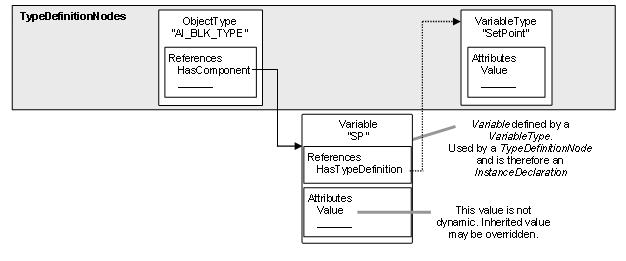 TypeDefinitionNodes
ObjectType
"AI_BLK_TYPE"
References
HasComponent
VariableType
"SetPoint"
Attributes
Value
Variable
"SP"
References
HasTypeDefinition
Attributes
Value
Variable defined by a
VariableType.
Used by a TypeDefinitionNode
and is therefore an
InstanceDeclaration
This value is not
dynamic. Inherited value
may be overridden.